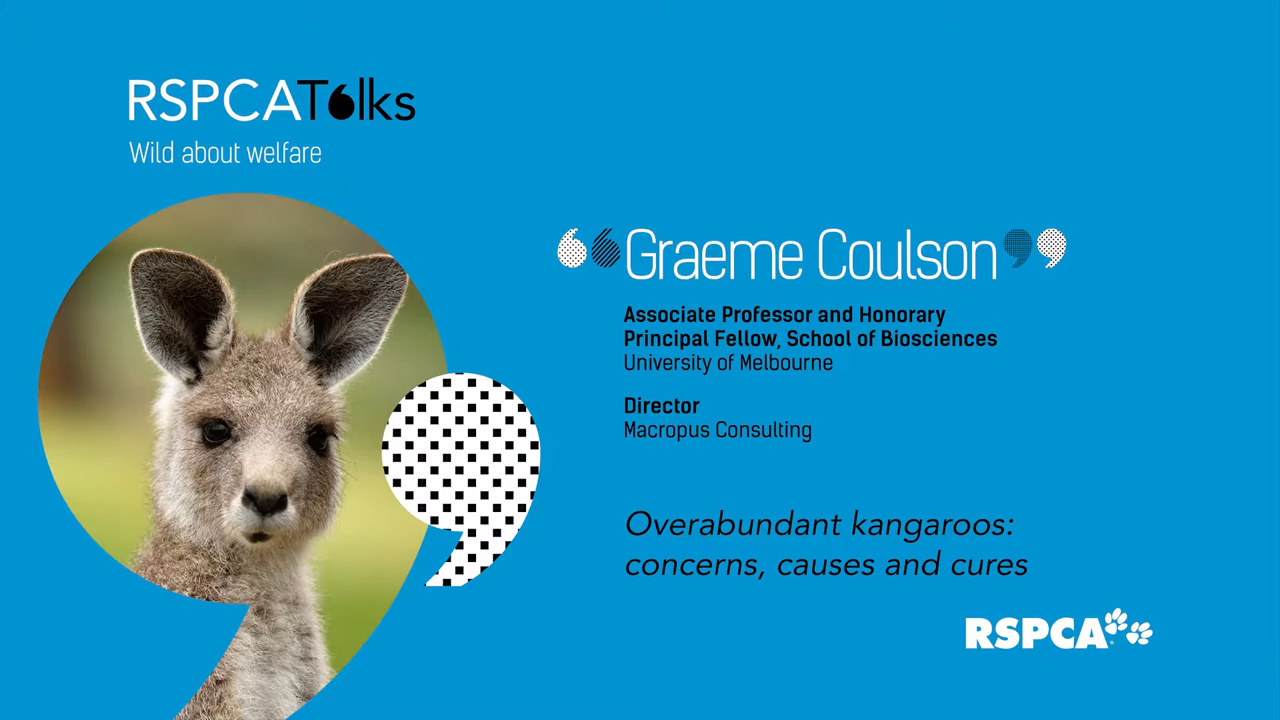 RSPCATalks
Wild about welfare
Graeme Coulson
Associate Professor and Honorary
Principal Fellow, School of Biosciences
University of Melbourne
Director
Macropus Consulting
Overabundant kangaroos:
concerns, causes and cures
RSPCA